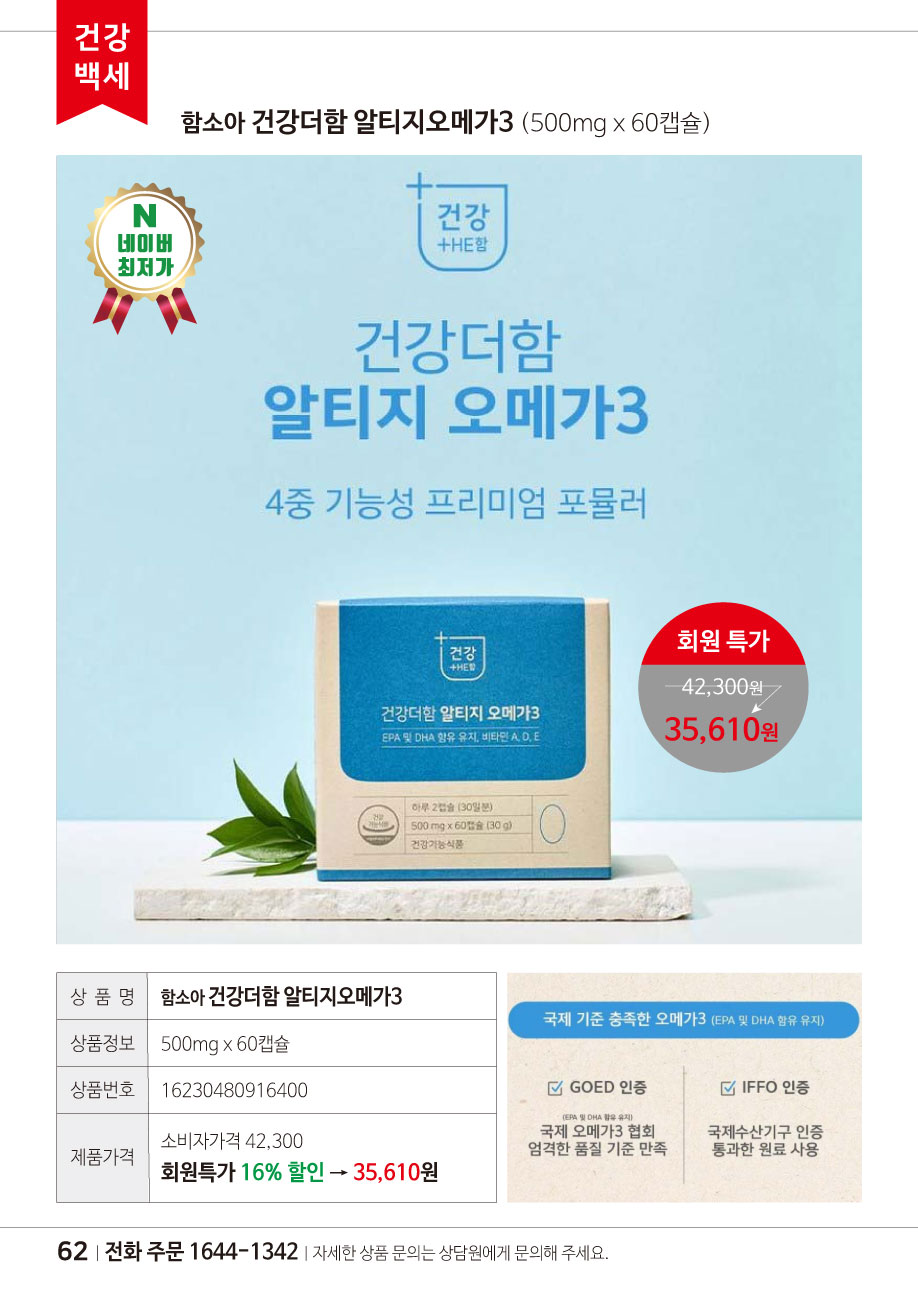 건강
백세
함소아 건강더함 알티지오메가3 (500mg x 60캡슐)
N
네이버
최저가
건강
+HE함
건강더함
알티지 오메가3
4중 기능성 프리미엄 포뮬러
건강
+HE함
건강더함 알티지 오메가3
EPA 및 DHA 함유 유지, 비타민 A, D, E
하루 2캡슐 (30일분)
500 mg x 60캡슐 (30 g)
건강기능식품
건강
기능식품
회원 특가
42,300원
35,610원
상 품 명 함소아 건강더함 알티지오메가3
상품정보 500mg x 60캡슐
상품번호 16230480916400
제품가격 소비자가격 42,300
회원특가 16% 할인 → 35,610원
국제 기준 충족한 오메가3 (EPA 및 DHA 함유 유지)
GOED 인증
(EPA 및 DHA 함유 유지)
국제 오메가3 협회
엄격한 품질 기준 만족
IFFO 인증
국제수산기구 인증
통과한 원료 사용
62 | 전화 주문 1644-1342 | 자세한 상품 문의는 상담원에게 문의해 주세요.